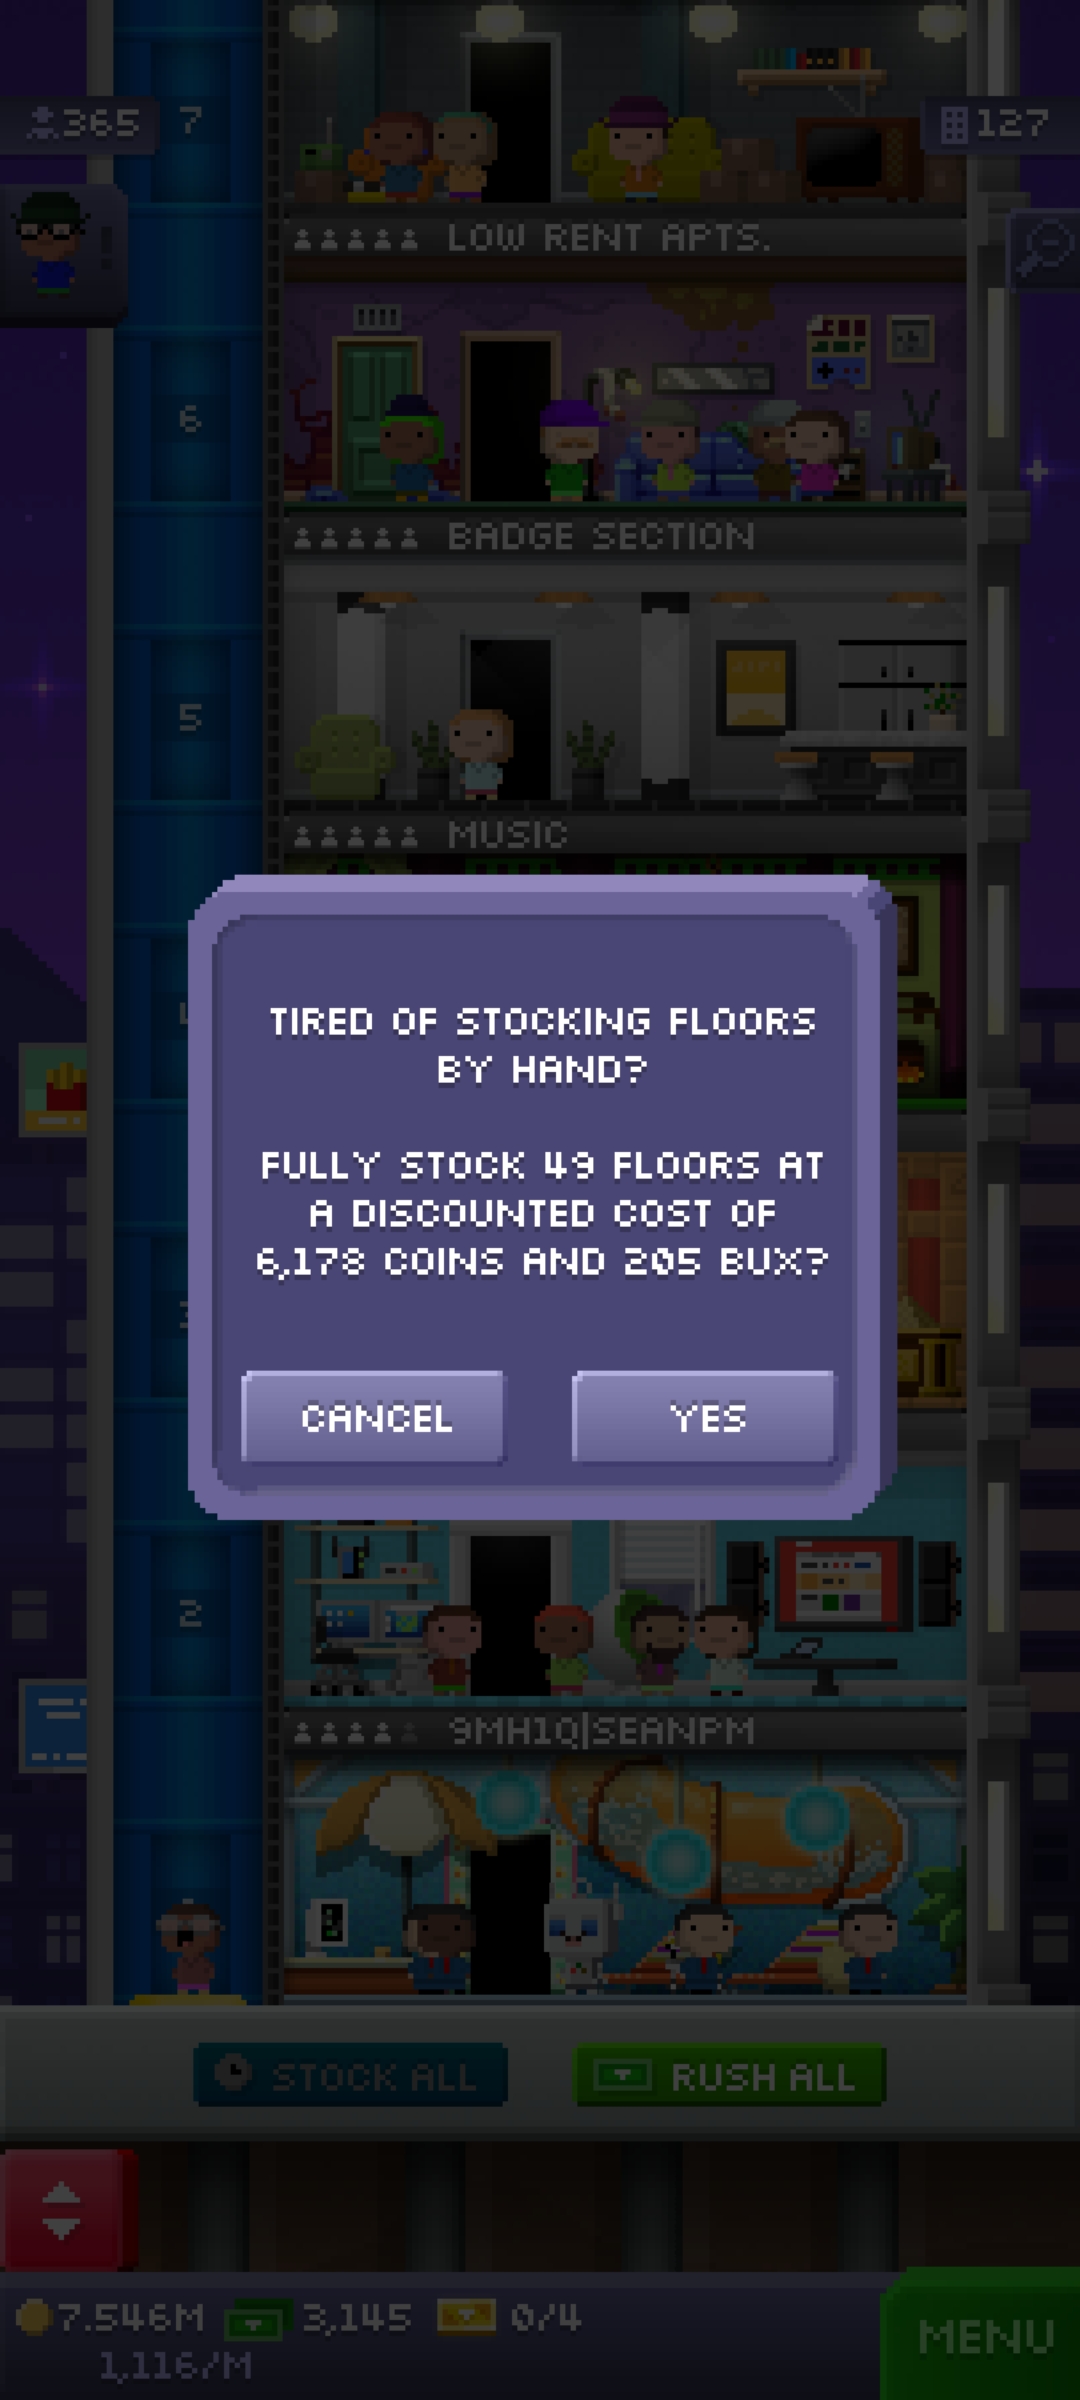 365
7
127
LOW RENT APTS.
6
BADGE SECTION
5
MUSIC
TIRED OF STOCKING FLOORS
BY HAND?
FULLY STOCK 49 FLOORS AT
A DISCOUNTED COST OF
6,178 COINS AND 205 BUX?
CANCEL
YES
2
9MH1Q|SEANPM
STOCK ALL
RUSH ALL
7.546M
3,145
0/4
1,116/M
MENU